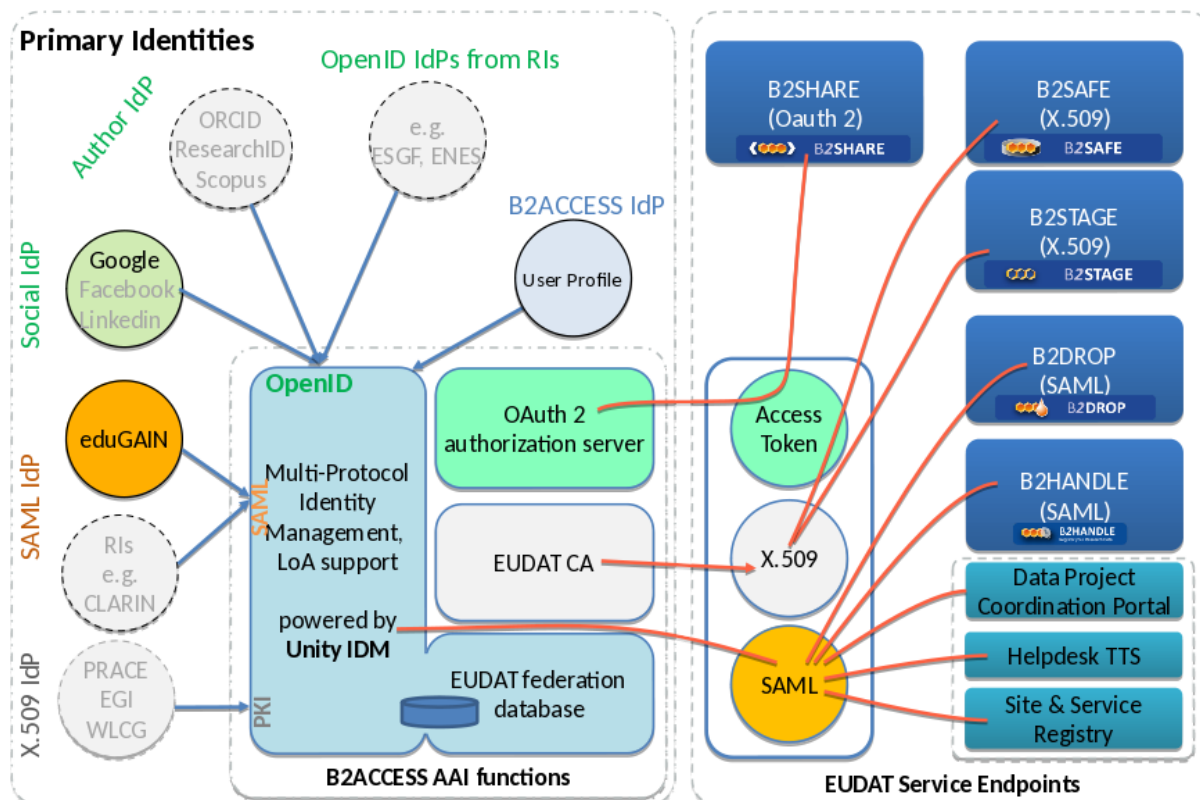 Primary Identities
OpenID IdPs from RIs
Author IdP
ORCID
ResearchID
Scopus
e.g.
ESGF, ENES
B2ACCESS IdP
Social IdP
Google
Facebook
Linkedin
User Profile
OpenID
SAML IdP
eduGAIN
RIs
e.g.
CLARIN
SAML
Multi-Protocol
Identity
Management,
LoA support
powered by
Unity IDM
X.509 IdP
PRACE
EGI
WLCG
PKI
OAuth 2
authorization server
EUDAT CA
EUDAT federation
database
B2ACCESS AAI functions
B2SHARE
(Oauth 2)
B2SHARE
B2SAFE
(X.509)
B2SAFE
B2STAGE
(X.509)
B2STAGE
B2DROP
(SAML)
B2DROP
B2HANDLE
(SAML)
B2HANDLE
Access
Token
X.509
SAML
Data Project
Coordination Portal
Helpdesk TTS
Site & Service
Registry
EUDAT Service Endpoints